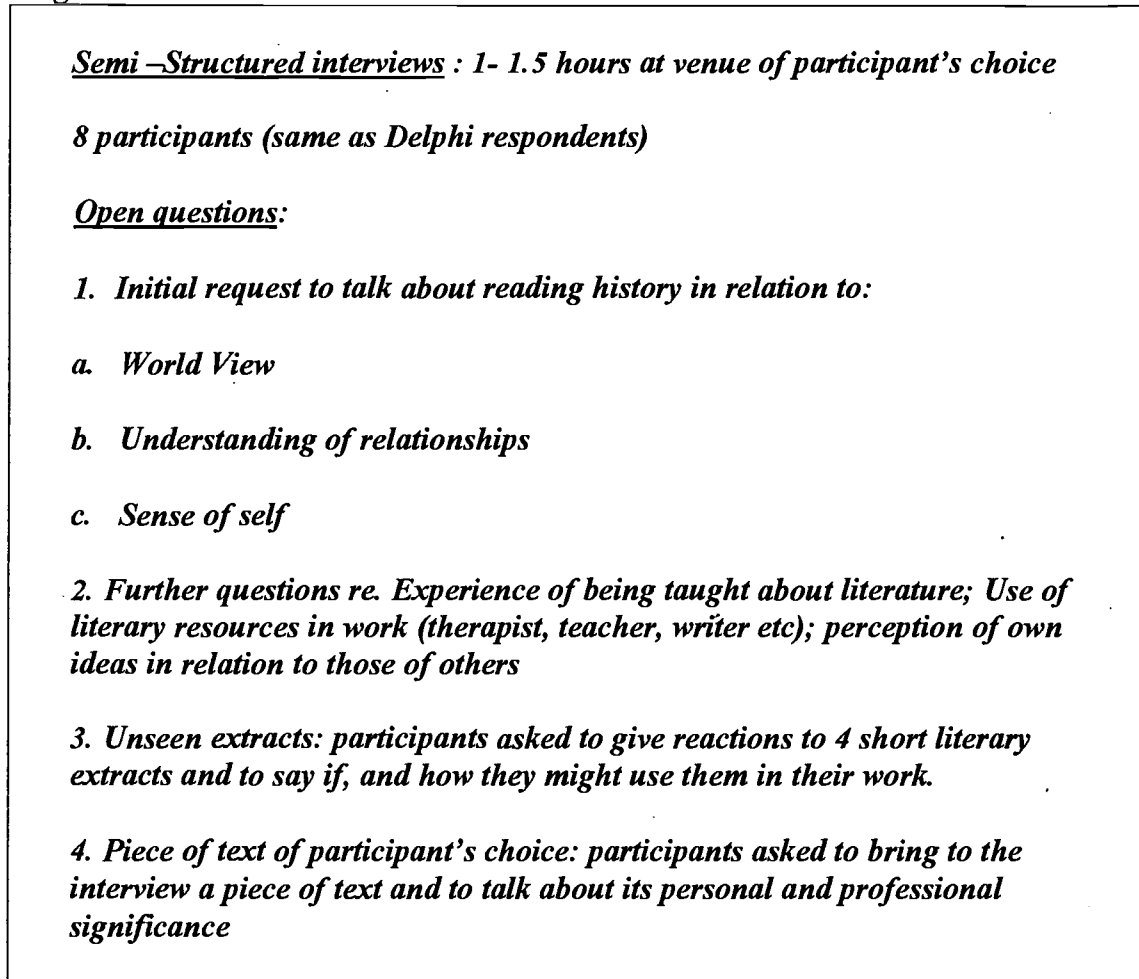 Semi –Structured interviews : 1- 1.5 hours at venue of participant's choice
8 participants (same as Delphi respondents)
Open questions:
1. Initial request to talk about reading history in relation to:
a. World View
b. Understanding of relationships
c. Sense of self
2. Further questions re. Experience of being taught about literature; Use of
literary resources in work (therapist, teacher, writer etc); perception of own
ideas in relation to those of others
3. Unseen extracts: participants asked to give reactions to 4 short literary
extracts and to say if, and how they might use them in their work.
4. Piece of text of participant's choice: participants asked to bring to the
interview a piece of text and to talk about its personal and professional
significance